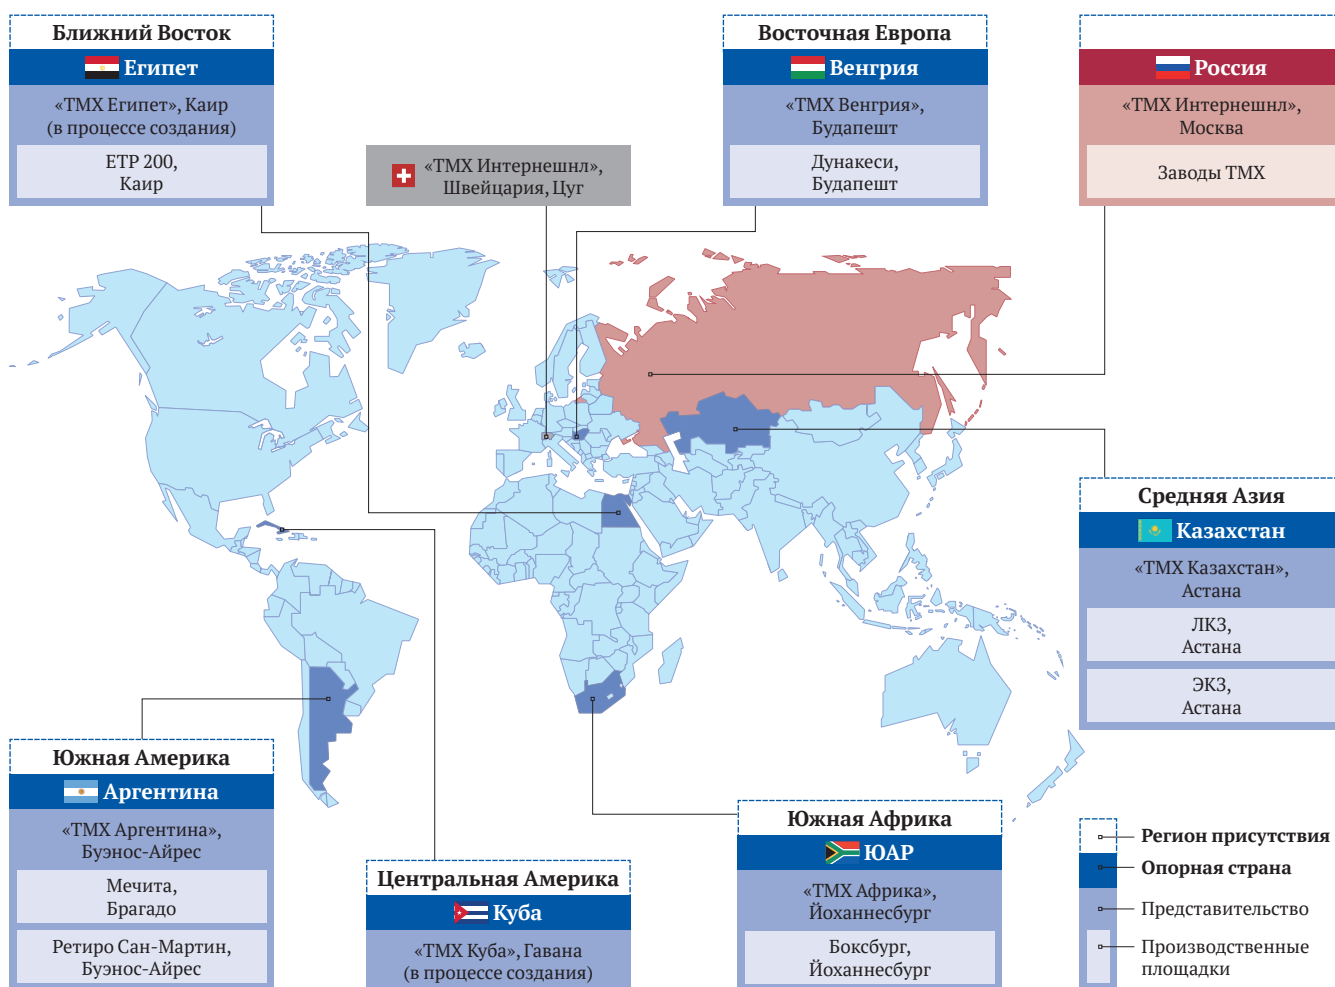 Ближний Восток
Египет
«ТМХ Египет», Каир
(в процессе создания)
ЕТР 200,
Каир
«ТМХ Интернешнл»,
Швейцария, Цуг
Восточная Европа
Венгрия
«ТМХ Венгрия»,
Будапешт
Дунакеси,
Будапешт
Россия
«ТМХ Интернешнл»,
Москва
Заводы ТМХ
Средняя Азия
Казахстан
«ТМХ Казахстан»,
Астана
ЛКЗ,
Астана
ЭКЗ,
Астана
Южная Америка
Аргентина
«ТМХ Аргентина»,
Буэнос-Айрес
Мечита,
Брагадо
Ретиро Сан-Мартин,
Буэнос-Айрес
Центральная Америка
Куба
«ТМХ Куба», Гавана
(в процессе создания)
Южная Африка
ЮАР
«ТМХ Африка»,
Йоханнесбург
Боксбург,
Йоханнесбург
Регион присутствия
Опорная страна
Представительство
Производственные
площадки